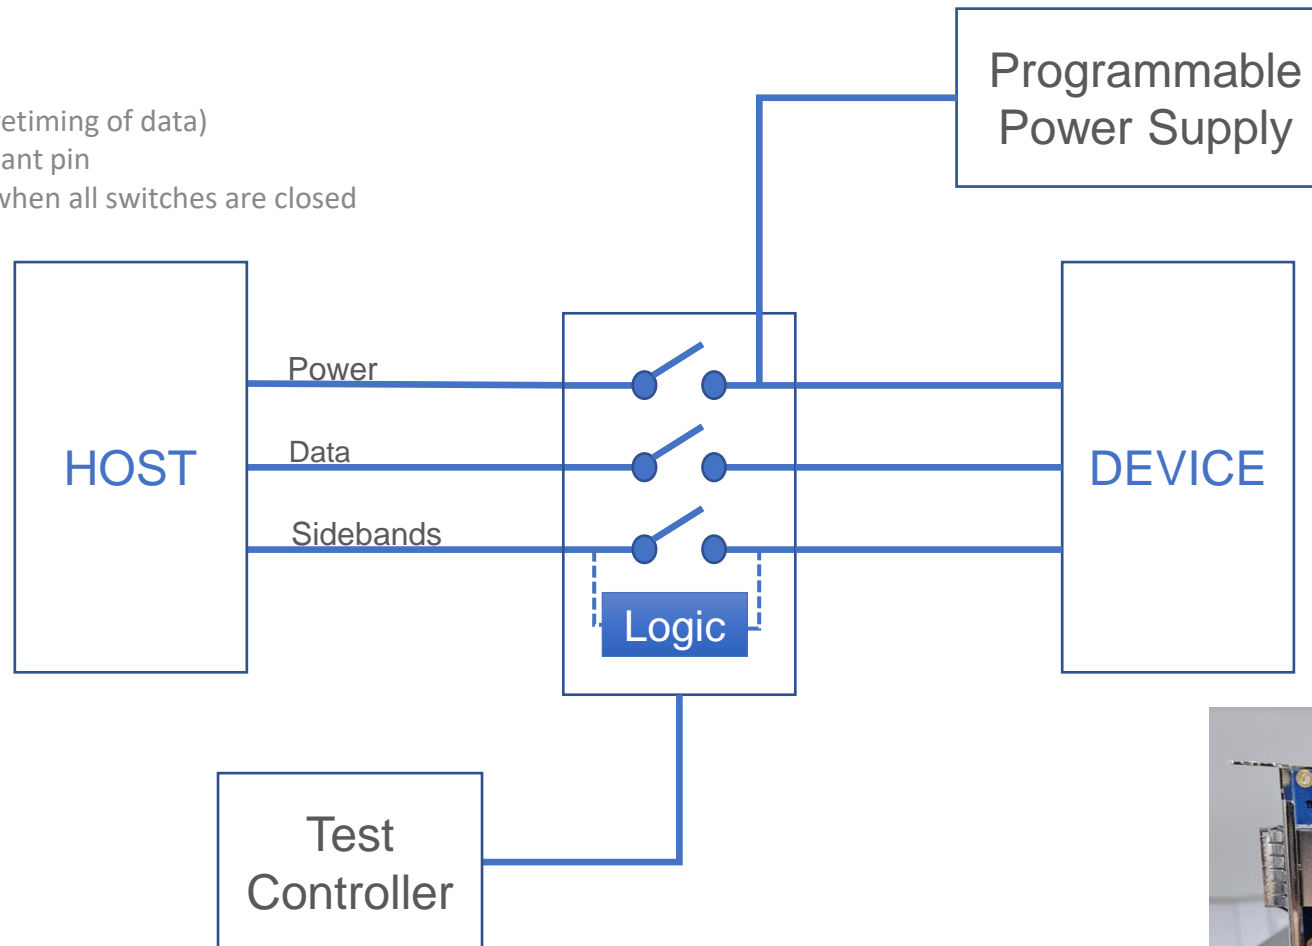 etiming of data)
ant pin
when all switches are closed
Programmable
Power Supply
HOST
Power
Data
Sidebands
DEVICE
Logic
Test
Controller